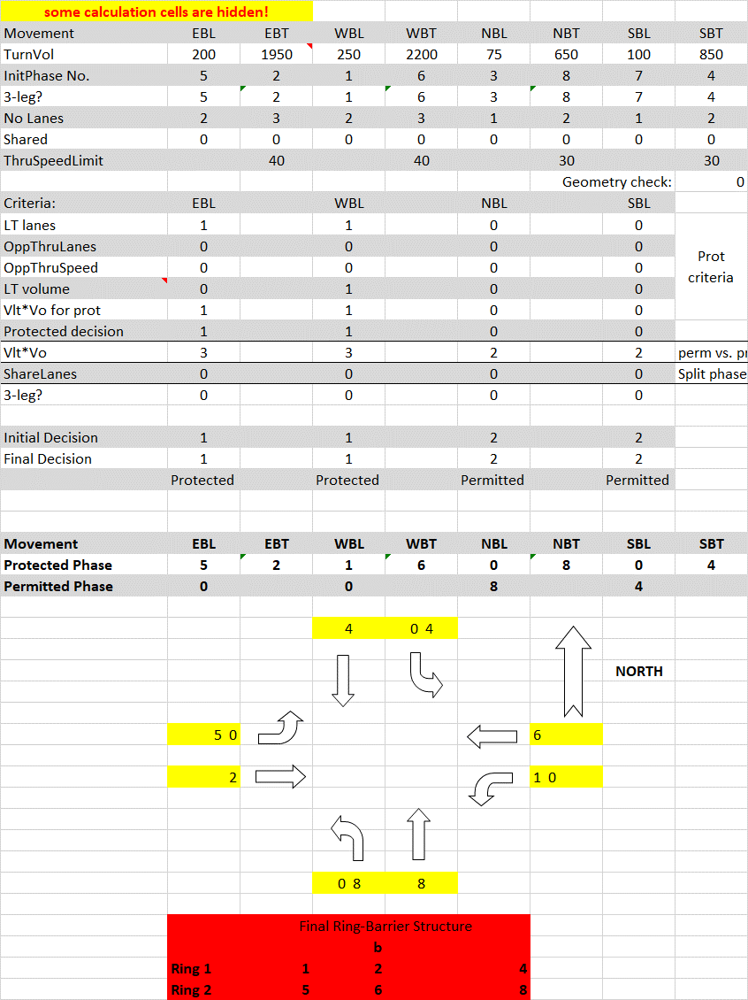 some calculation cells are hidden!
Movement EBL EBT WBL WBT NBL NBT SBL SBT
TurnVol 200 1950 250 2200 75 650 100 850
InitPhase No. 5 2 1 6 3 8 7 4
3-leg? 5 2 1 6 3 8 7 4
No Lanes 2 3 2 3 1 2 1 2
Shared 0 0 0 0 0 0 0 0
ThruSpeedLimit 40 40 30 30
Geometry check: 0
Criteria: EBL WBL NBL SBL
LT lanes 1 1 0 0
OppThruLanes 0 0 0 0
OppThruSpeed 0 0 0 0
Prot
criteria
LT volume 0 1 0 0
Vlt*Vo for prot 1 1 0 0
Protected decision 1 1 0 0
Vlt*Vo 3 3 2 2 perm vs. pr
ShareLanes 0 0 0 0 Split phase
3-leg? 0 0 0 0
Initial Decision 1 1 2 2
Final Decision 1 1 2 2
Protected Protected Permitted Permitted
Movement EBL EBT WBL WBT NBL NBT SBL SBT
Protected Phase 5 2 1 6 0 8 0 4
Permitted Phase 0 0 8 4
4 0 4
NORTH
5 0 6
2 1 0
0 8 8
Final Ring-Barrier Structure
b
Ring 1 1 2 4
Ring 2 5 6 8